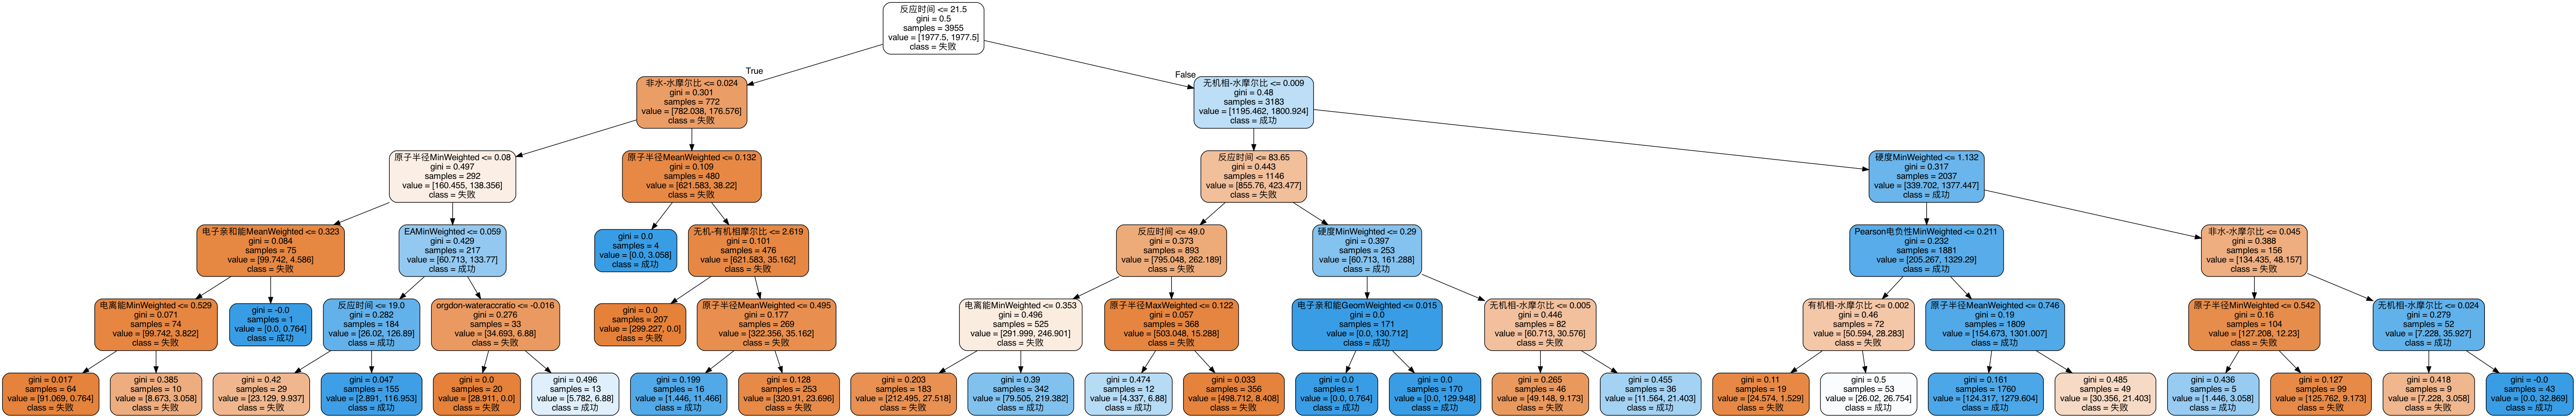 反应时间 <= 21.5
gini = 0.5
samples = 3955
value = [1977.5, 1977.5]
class = 失败
True
False
非水-水摩尔比 <= 0.024
gini = 0.301
samples = 772
value = [782.038, 176.576]
class = 失败
无机相-水摩尔比 <= 0.009
gini = 0.48
samples = 3183
value = [1195.462, 1800.924]
class = 成功
原子半径MinWeighted <= 0.08
gini = 0.497
samples = 292
value = [160.455, 138.356]
class = 失败
原子半径MeanWeighted <= 0.132
gini = 0.109
samples = 480
value = [621.583, 38.22]
class = 失败
反应时间 <= 83.65
gini = 0.443
samples = 1146
value = [855.76, 423.477]
class = 失败
硬度MinWeighted <= 1.132
gini = 0.317
samples = 2037
value = [339.702, 1377.447]
class = 成功
电子亲和能MeanWeighted <= 0.323
gini = 0.084
samples = 75
value = [99.742, 4.586]
class = 失败
EAMinWeighted <= 0.059
gini = 0.429
samples = 217
value = [60.713, 133.77]
class = 成功
gini = 0.0
samples = 4
value = [0.0, 3.058]
class = 成功
无机-有机相摩尔比 <= 2.619
gini = 0.101
samples = 476
value = [621.583, 35.162]
class = 失败
反应时间 <= 49.0
gini = 0.373
samples = 893
value = [795.048, 262.189]
class = 失败
硬度MinWeighted <= 0.29
gini = 0.397
samples = 253
value = [60.713, 161.288]
class = 成功
Pearson电负性MinWeighted <= 0.211
gini = 0.232
samples = 1881
value = [205.267, 1329.29]
class = 成功
非水-水摩尔比 <= 0.045
gini = 0.388
samples = 156
value = [134.435, 48.157]
class = 失败
电离能MinWeighted <= 0.529
gini = 0.071
samples = 74
value = [99.742, 3.822]
class = 失败
gini = -0.0
samples = 1
value = [0.0, 0.764]
class = 成功
反应时间 <= 19.0
gini = 0.282
samples = 184
value = [26.02, 126.89]
class = 成功
orgdon-wateraccratio <= -0.016
gini = 0.276
samples = 33
value = [34.693, 6.88]
class = 失败
gini = 0.0
samples = 207
value = [299.227, 0.0]
class = 失败
原子半径MeanWeighted <= 0.495
gini = 0.177
samples = 269
value = [322.356, 35.162]
class = 失败
电离能MinWeighted <= 0.353
gini = 0.496
samples = 525
value = [291.999, 246.901]
class = 失败
原子半径MaxWeighted <= 0.122
gini = 0.057
samples = 368
value = [503.048, 15.288]
class = 失败
电子亲和能GeomWeighted <= 0.015
gini = 0.0
samples = 171
value = [0.0, 130.712]
class = 成功
无机相-水摩尔比 <= 0.005
gini = 0.446
samples = 82
value = [60.713, 30.576]
class = 失败
有机相-水摩尔比 <= 0.002
gini = 0.46
samples = 72
value = [50.594, 28.283]
class = 失败
原子半径MeanWeighted <= 0.746
gini = 0.19
samples = 1809
value = [154.673, 1301.007]
class = 成功
原子半径MinWeighted <= 0.542
gini = 0.16
samples = 104
value = [127.208, 12.23]
class = 失败
无机相-水摩尔比 <= 0.024
gini = 0.279
samples = 52
value = [7.228, 35.927]
class = 成功
gini = 0.017
samples = 64
value = [91.069, 0.764]
class = 失败
gini = 0.385
samples = 10
value = [8.673, 3.058]
class = 失败
gini = 0.42
samples = 29
value = [23.129, 9.937]
class = 失败
gini = 0.047
samples = 155
value = [2.891, 116.953]
class = 成功
gini = 0.0
samples = 20
value = [28.911, 0.0]
class = 失败
gini = 0.496
samples = 13
value = [5.782, 6.88]
class = 成功
gini = 0.199
samples = 16
value = [1.446, 11.466]
class = 成功
gini = 0.128
samples = 253
value = [320.91, 23.696]
class = 失败
gini = 0.203
samples = 183
value = [212.495, 27.518]
class = 失败
gini = 0.39
samples = 342
value = [79.505, 219.382]
class = 成功
gini = 0.474
samples = 12
value = [4.337, 6.88]
class = 成功
gini = 0.033
samples = 356
value = [498.712, 8.408]
class = 失败
gini = 0.0
samples = 1
value = [0.0, 0.764]
class = 成功
gini = 0.0
samples = 170
value = [0.0, 129.948]
class = 成功
gini = 0.265
samples = 46
value = [49.148, 9.173]
class = 失败
gini = 0.455
samples = 36
value = [11.564, 21.403]
class = 成功
gini = 0.11
samples = 19
value = [24.574, 1.529]
class = 失败
gini = 0.5
samples = 53
value = [26.02, 26.754]
class = 成功
gini = 0.161
samples = 1760
value = [124.317, 1279.604]
class = 成功
gini = 0.485
samples = 49
value = [30.356, 21.403]
class = 失败
gini = 0.436
samples = 5
value = [1.446, 3.058]
class = 成功
gini = 0.127
samples = 99
value = [125.762, 9.173]
class = 失败
gini = 0.418
samples = 9
value = [7.228, 3.058]
class = 失败
gini = -0.0
samples = 43
value = [0.0, 32.869]
class = 成功